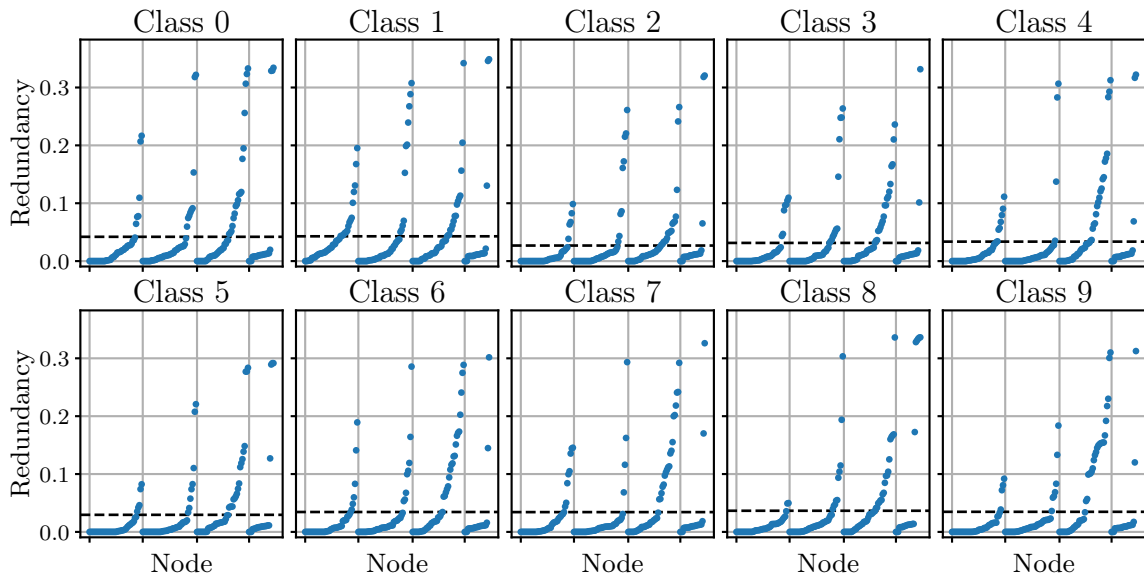 Class 0 Class 1 Class 2 Class 3 Class 4
Redundancy
0.3
0.2
0.1
0.0
Class 5 Class 6 Class 7 Class 8 Class 9
Redundancy
0.3
0.2
0.1
0.0
Node Node Node Node Node